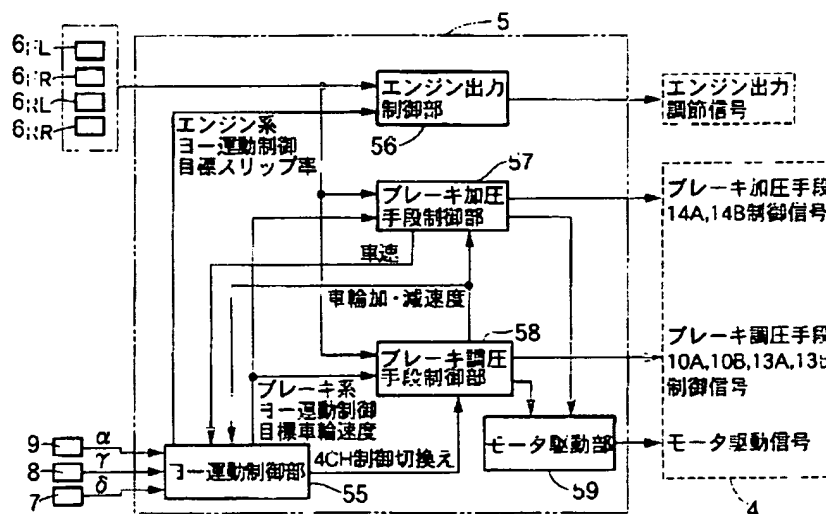 5
6FL
6FR
6RL
6RR
エンジン出力
制御部
56
エンジン出力
調節信号
エンジン系
ヨー運動制御
目標スリップ率
57
ブレーキ加圧
手段制御部
ブレーキ加圧手段
14A,14B制御信号
車速
車輪加・減速度
58
ブレーキ調圧
手段制御部
ブレーキ調圧手段
10A,10B,13A,13B
制御信号
ブレーキ系
ヨー運動制御
目標車輪速度
9 α
8 γ
7 δ
ヨー運動制御部
55
4CH制御切換え
モータ駆動部
59
モータ駆動信号
4